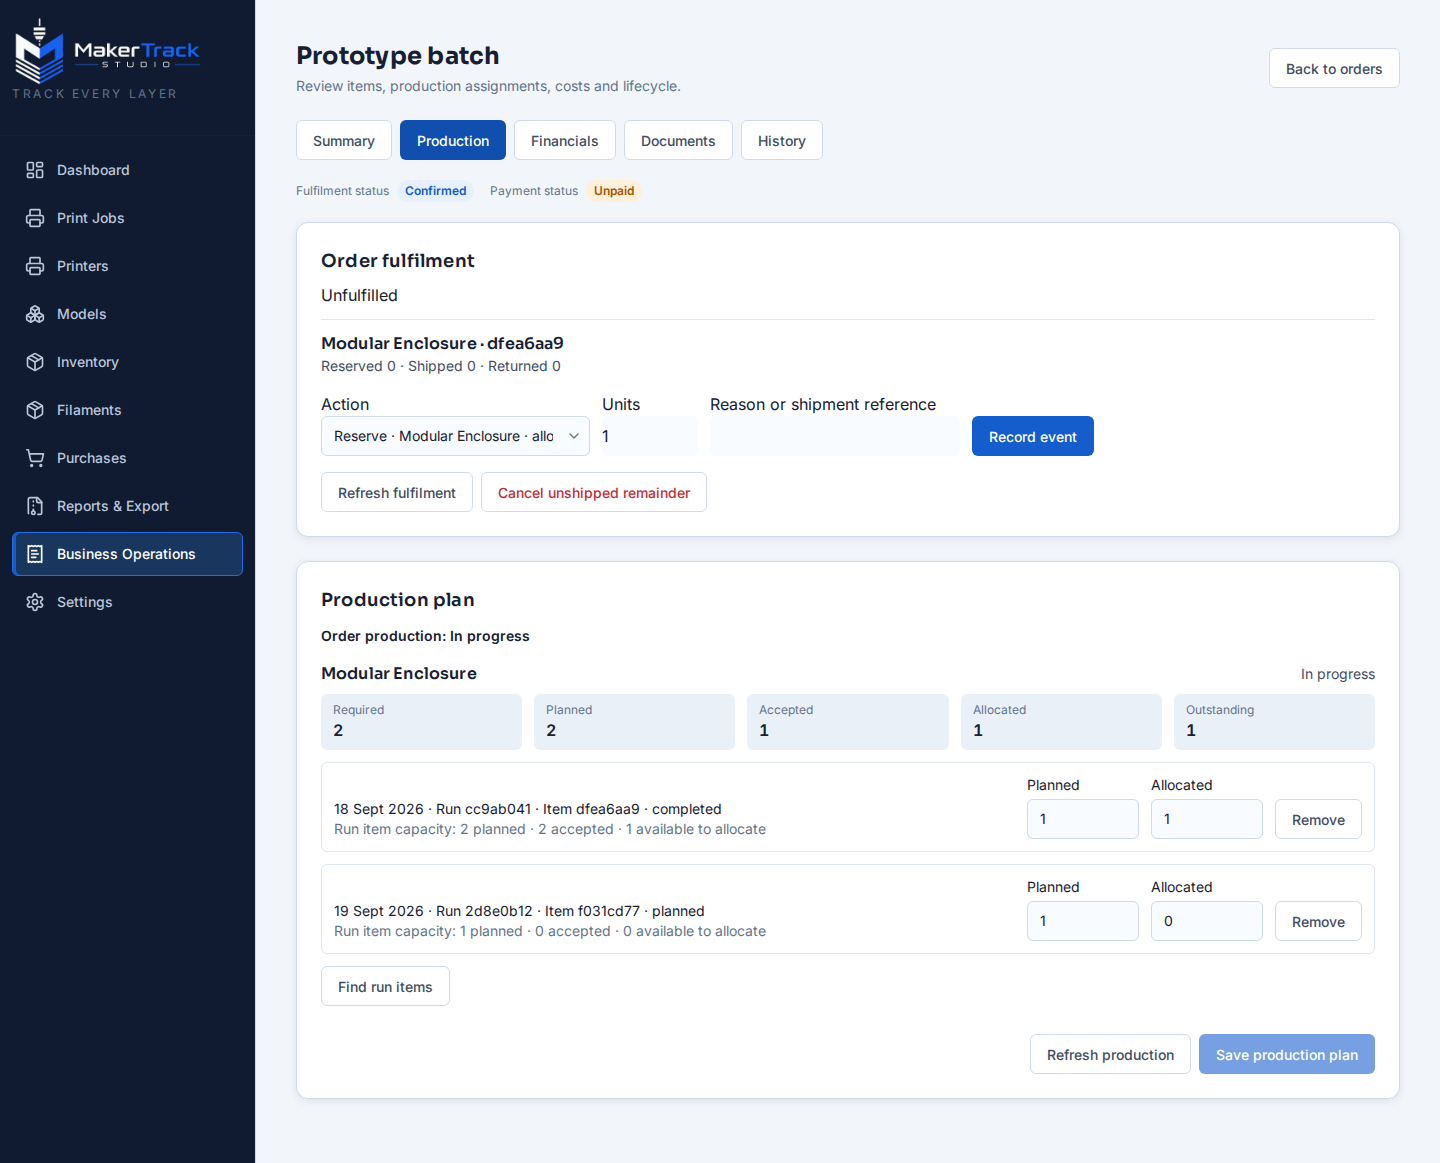 MakerTrack
STUDIO
TRACK EVERY LAYER
Dashboard
Print Jobs
Printers
Models
Inventory
Filaments
Purchases
Reports & Export
Business Operations
Settings
Prototype batch
Review items, production assignments, costs and lifecycle.
Back to orders
Summary Production Financials Documents History
Fulfilment status Confirmed Payment status Unpaid
Order fulfilment
Unfulfilled
Modular Enclosure · dfea6aa9
Reserved 0 · Shipped 0 · Returned 0
Action Units Reason or shipment reference
Reserve · Modular Enclosure · allo 1 Record event
Refresh fulfilment Cancel unshipped remainder
Production plan
Order production: In progress
Modular Enclosure In progress
Required Planned Accepted Allocated Outstanding
2 2 1 1 1
Planned Allocated
18 Sept 2026 · Run cc9ab041 · Item dfea6aa9 · completed 1 1 Remove
Run item capacity: 2 planned · 2 accepted · 1 available to allocate
Planned Allocated
19 Sept 2026 · Run 2d8e0b12 · Item f031cd77 · planned 1 0 Remove
Run item capacity: 1 planned · 0 accepted · 0 available to allocate
Find run items
Refresh production Save production plan